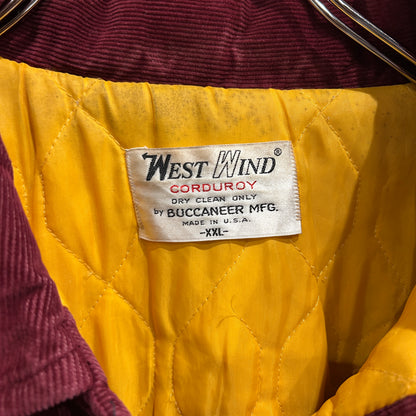 WEST WIND®
CORDUROY
DRY CLEAN ONLY
by BUCCANEER MFG.
MADE IN U.S.A.
-XXL-